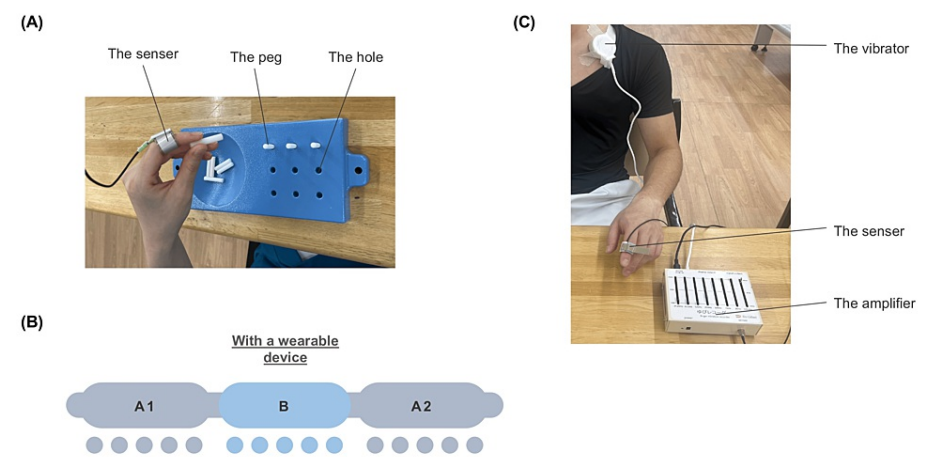 (A)
The senser
The peg
The hole
(B)
With a wearable
device
A1
B
A2
(C)
The vibrator
The senser
The amplifier